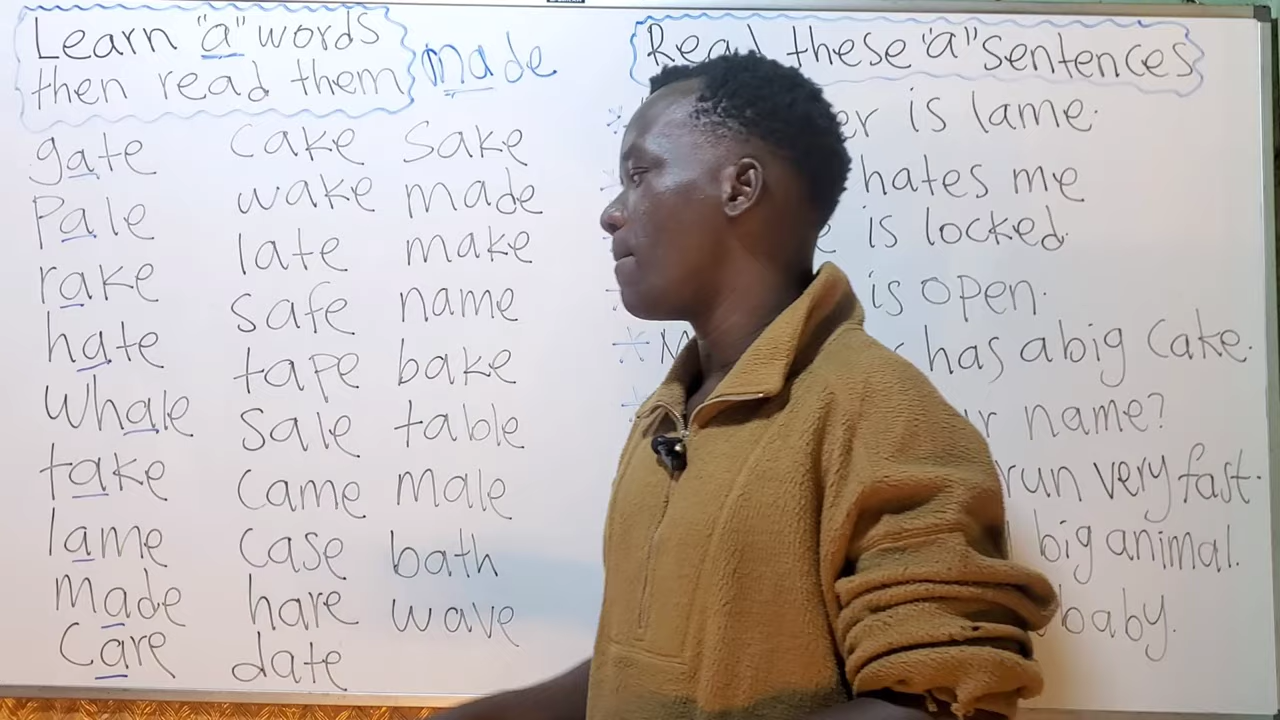 Learn "a" words
then read them
made
gate cake sake
Pale wake made
rake late make
hate safe name
whale tape bake
take sale table
lame came male
made case bath
Care hare wave
date
Read these "a" Sentences
* is lame.
hates me
is locked.
is open.
* has a big cake.
name?
run very fast.
big animal.
baby.